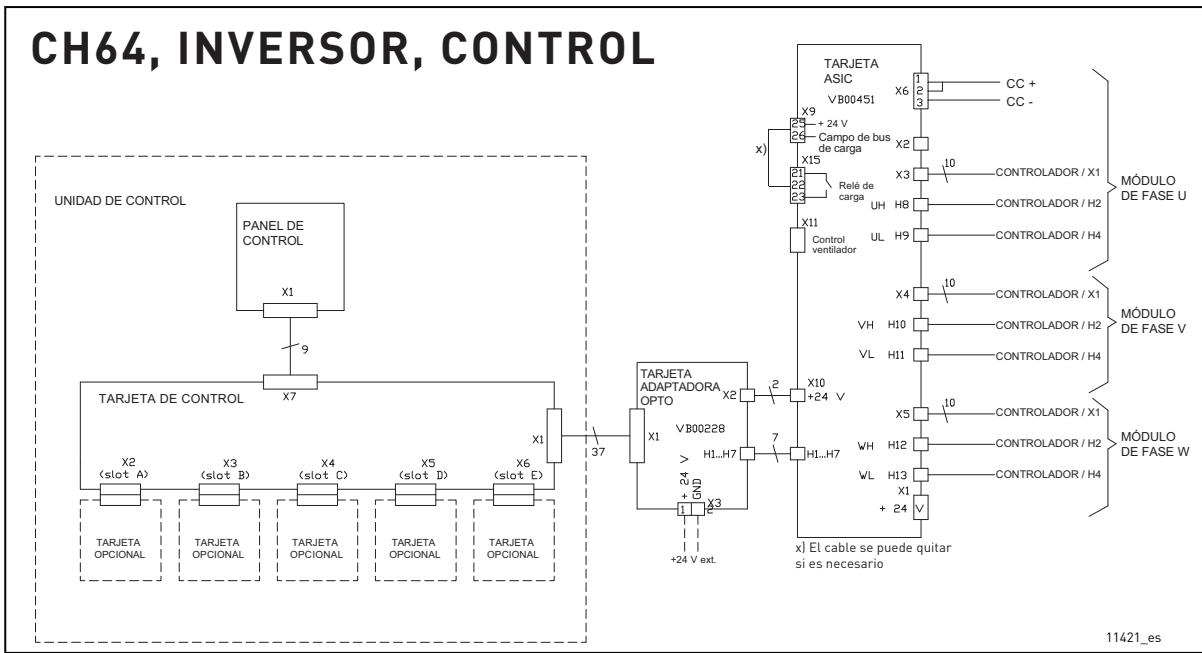 CH64, INVERSOR, CONTROL
UNIDAD DE CONTROL
PANEL DE
CONTROL
X1
9
X7
TARJETA DE CONTROL
X1
X2
(slot A)
X3
(slot B)
X4
(slot C)
X5
(slot D)
X6
(slot E)
TARJETA
OPCIONAL
TARJETA
OPCIONAL
TARJETA
OPCIONAL
TARJETA
OPCIONAL
TARJETA
OPCIONAL
37
TARJETA
ADAPTADORA
OPTO
X2
X1
VB00228
H1...H7
+ 24 V
GND
X3
1
2
+24 V ext.
2
7
TARJETA
ASIC
VB00451
X9
25
+ 24 V
26
Campo de bus
de carga
x)
X15
21
22
23
Relé de
carga
X11
Control
ventilador
X10
+24 V
H1...H7
X6
1
2
3
CC +
CC -
X2
X3
10
CONTROLADOR / X1
UH H8
CONTROLADOR / H2
UL H9
CONTROLADOR / H4
MÓDULO
DE FASE U
X4
10
CONTROLADOR / X1
VH H10
CONTROLADOR / H2
VL H11
CONTROLADOR / H4
MÓDULO
DE FASE V
X5
10
CONTROLADOR / X1
WH H12
CONTROLADOR / H2
WL H13
CONTROLADOR / H4
MÓDULO
DE FASE W
X1
+ 24 V
x) El cable se puede quitar
si es necesario
11421_es